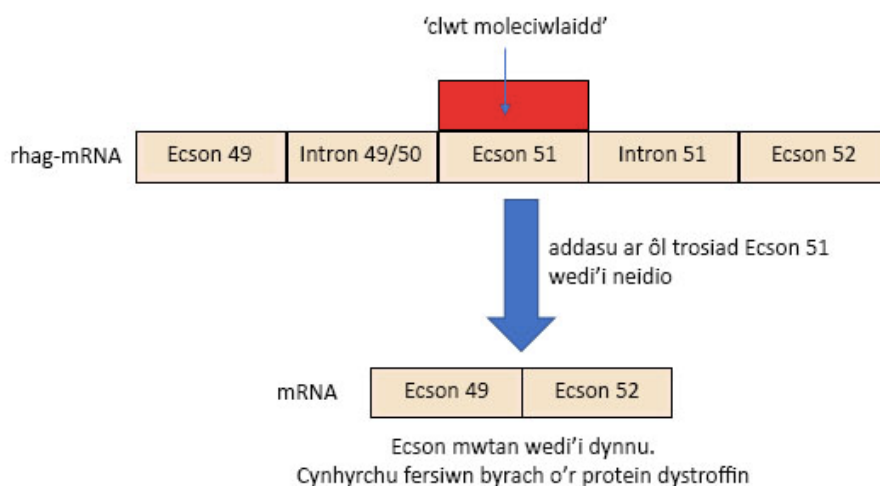 ‘clwt moleciwlaidd’
rhag-mRNA
Ecson 49
Intron 49/50
Ecson 51
Intron 51
Ecson 52
addasu ar ôl trosiad Ecson 51
wedi’i neidio
mRNA
Ecson 49
Ecson 52
Ecson mwtan wedi’i dynnu.
Cynhyrchu fersiwn byrach o’r protein dystroffin